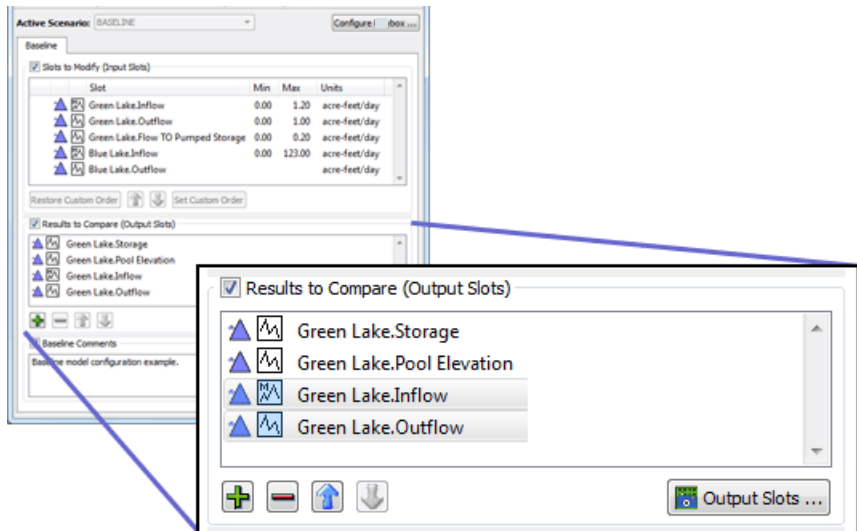 Active Scenario: BASELINE
Baseline
Slots to Modify (Input Slots)
Slot Min Max Units
Green Lake.Inflow 0.00 1.20 acre-feet/day
Green Lake.Outflow 0.00 1.00 acre-feet/day
Green Lake.Flow TO Pumped Storage 0.00 0.20 acre-feet/day
Blue Lake.Inflow 0.00 123.00 acre-feet/day
Blue Lake.Outflow acre-feet/day
Restore Custom Order Set Custom Order
Results to Compare (Output Slots)
Green Lake.Storage
Green Lake.Pool Elevation
Green Lake.Inflow
Green Lake.Outflow
Baseline Comments
Baseline model configuration example.
Results to Compare (Output Slots)
Green Lake.Storage
Green Lake.Pool Elevation
Green Lake.Inflow
Green Lake.Outflow
Output Slots ...